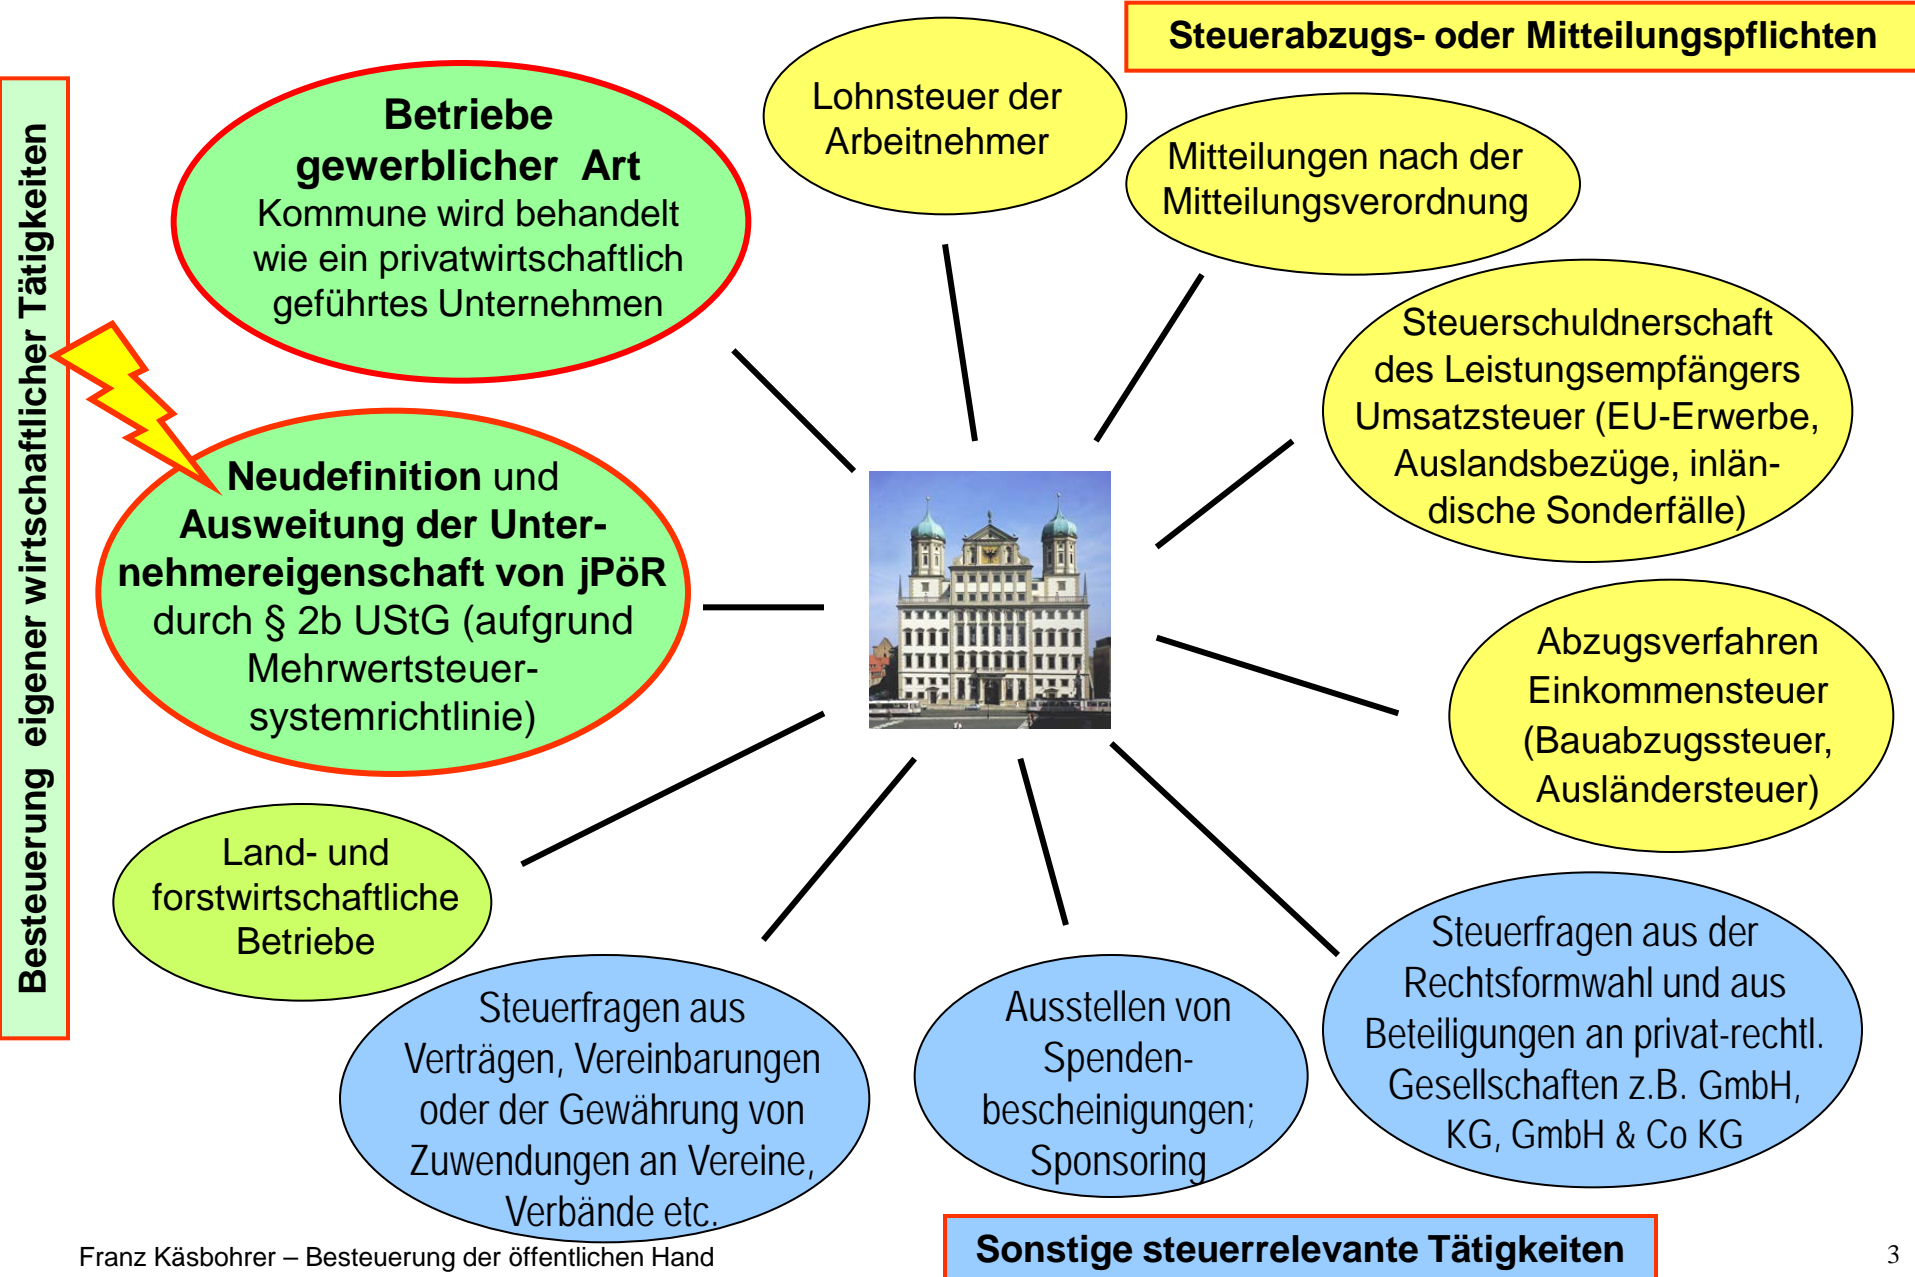 Steuerabzugs- oder Mitteilungspflichten
Besteuerung eigener wirtschaftlicher Tätigkeiten
Betriebe
gewerblicher Art
Kommune wird behandelt
wie ein privatwirtschaftlich
geführtes Unternehmen
Lohnsteuer der
Arbeitnehmer
Mitteilungen nach der
Mitteilungsverordnung
Steuerschuldnerschaft
des Leistungsempfängers
Umsatzsteuer (EU-Erwerbe,
Auslandsbezüge, inlän-
dische Sonderfälle)
Neudefinition und
Ausweitung der Unter-
nehmereigenschaft von jPöR
durch § 2b UStG (aufgrund
Mehrwertsteuer-
systemrichtlinie)
Abzugsverfahren
Einkommensteuer
(Bauabzugssteuer,
Ausländersteuer)
Land- und
forstwirtschaftliche
Betriebe
Steuerfragen aus
Verträgen, Vereinbarungen
oder der Gewährung von
Zuwendungen an Vereine,
Verbände etc.
Ausstellen von
Spenden-
bescheinigungen;
Sponsoring
Steuerfragen aus der
Rechtsformwahl und aus
Beteiligungen an privat-rechtl.
Gesellschaften z.B. GmbH,
KG, GmbH & Co KG
Sonstige steuerrelevante Tätigkeiten
Franz Käsbohrer – Besteuerung der öffentlichen Hand
3